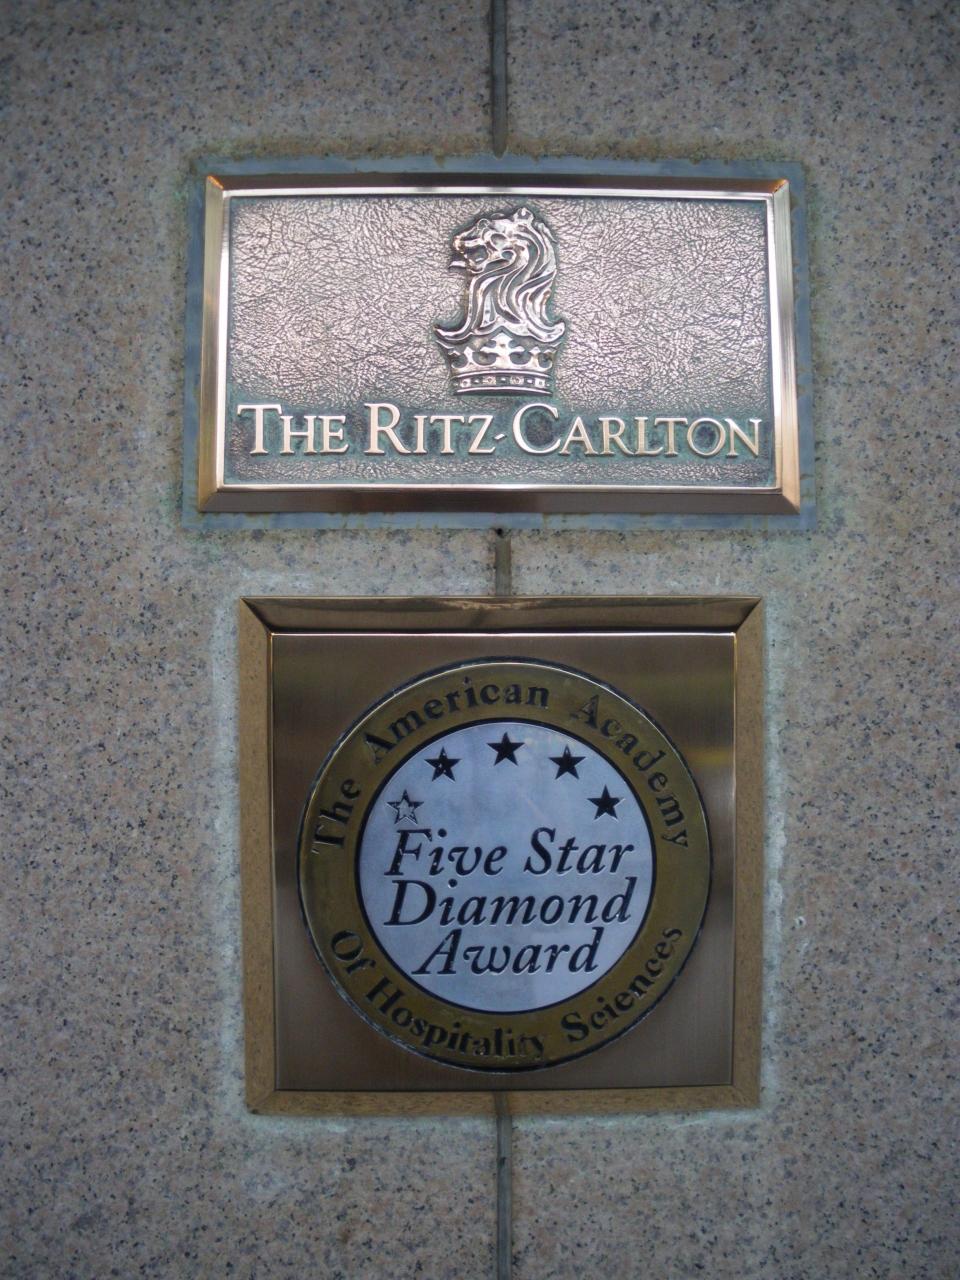 THE RITZ-CARLTON
The American Academy
Five Star
Diamond
Award
Of Hospitality Sciences